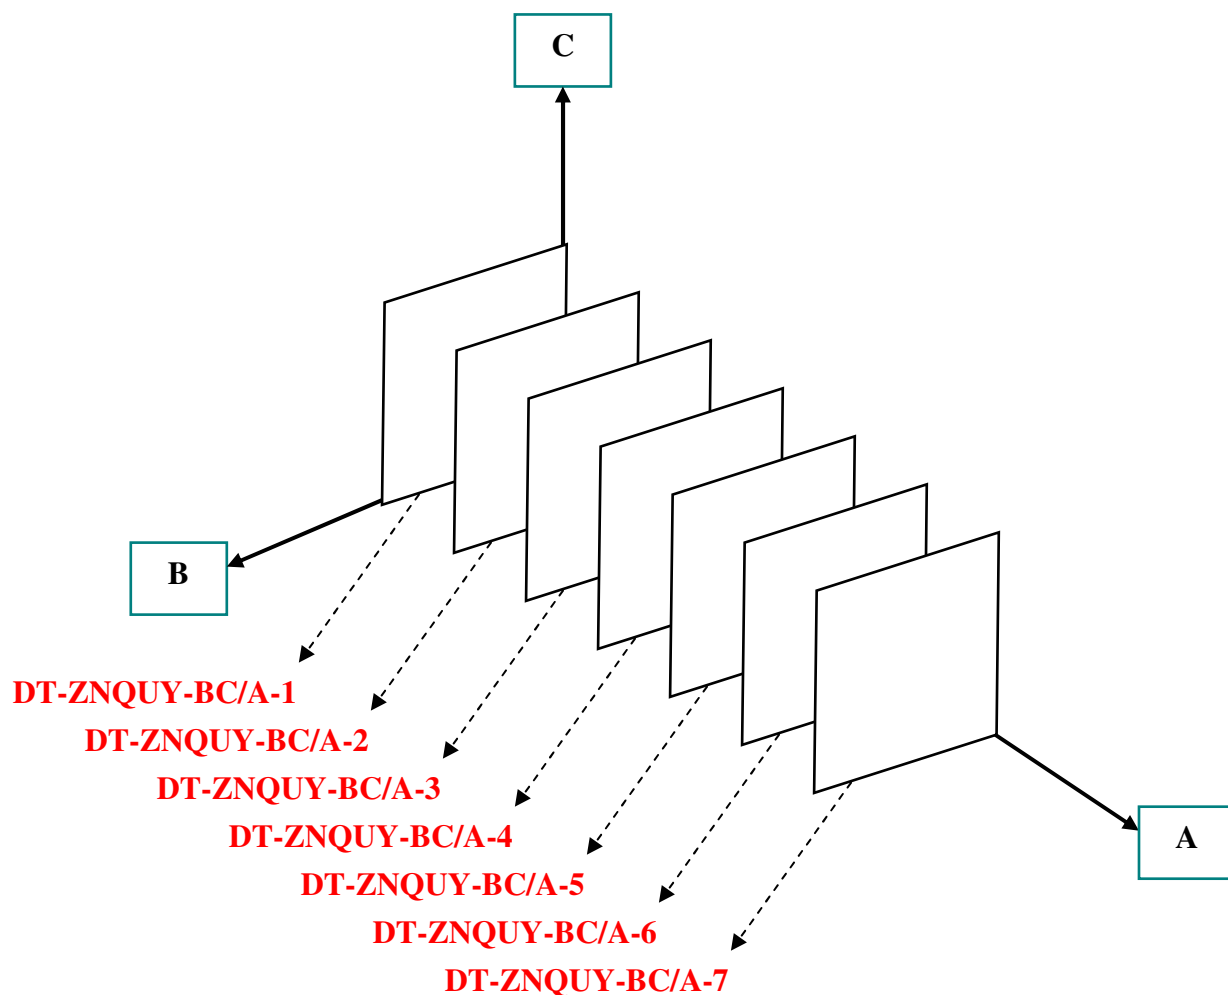 C
B
DT-ZNQUY-BC/A-1
DT-ZNQUY-BC/A-2
DT-ZNQUY-BC/A-3
DT-ZNQUY-BC/A-4
A
DT-ZNQUY-BC/A-5
DT-ZNQUY-BC/A-6
DT-ZNQUY-BC/A-7